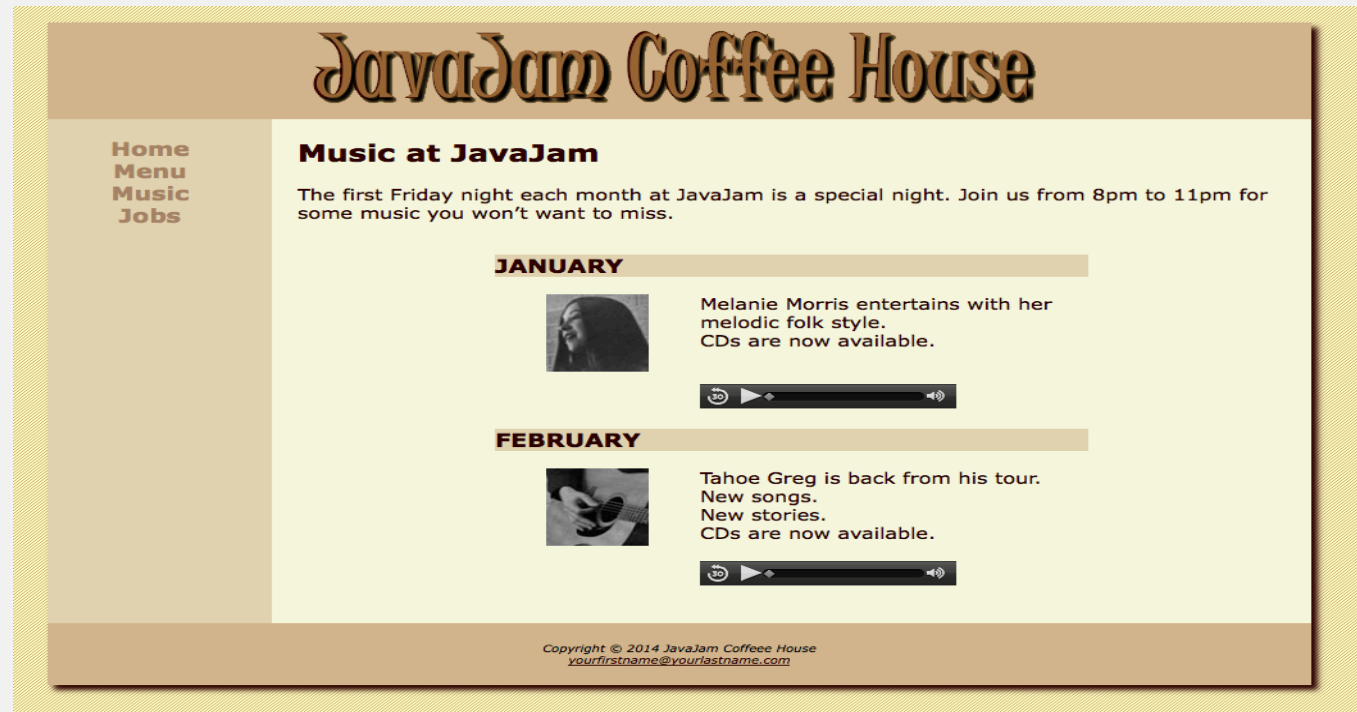 JavaJam Coffee House
Home
Menu
Music
Jobs
Music at JavaJam
The first Friday night each month at JavaJam is a special night. Join us from 8pm to 11pm for
some music you won’t want to miss.
JANUARY
Melanie Morris entertains with her
melodic folk style.
CDs are now available.
30
FEBRUARY
Tahoe Greg is back from his tour.
New songs.
New stories.
CDs are now available.
30
Copyright © 2014 JavaJam Coffeee House
yourfirstname@yourlastname.com